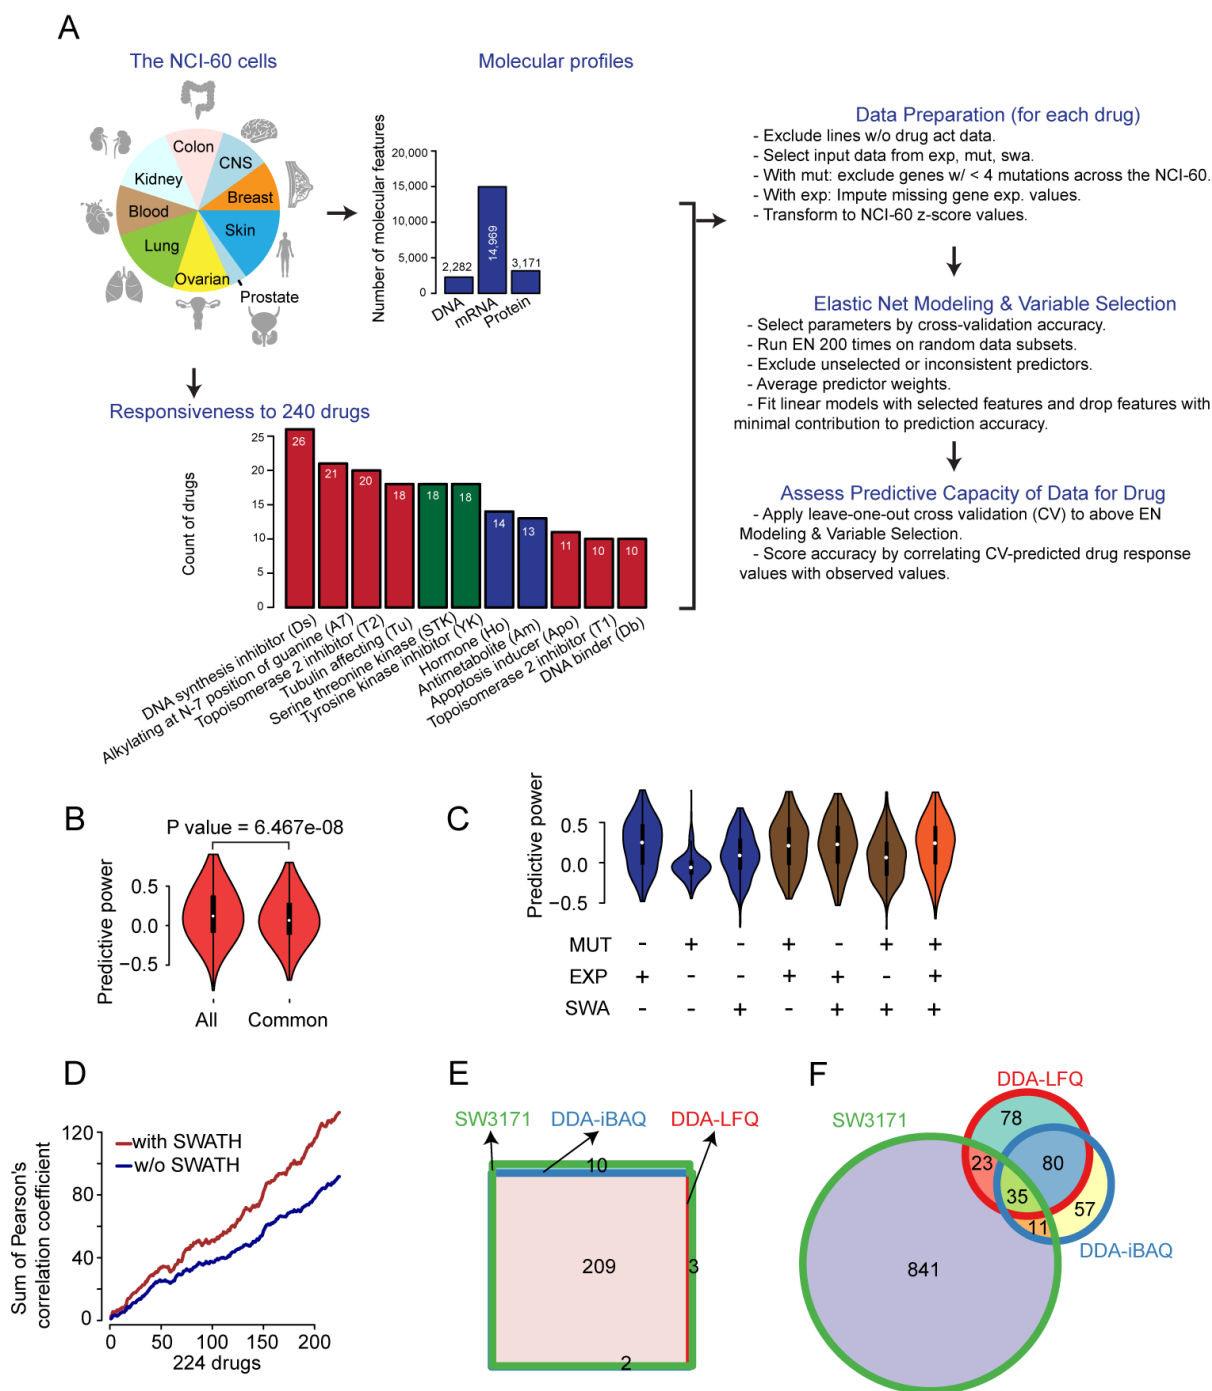 A
The NCI-60 cells
Molecular profiles
Colon
CNS
Kidney
Breast
Blood
Skin
Lung
Ovarian
Prostate
Number of molecular features
20,000
15,000
10,000
5,000
0
2,282
14,969
3,171
DNA
mRNA
Protein
Data Preparation (for each drug)
- Exclude lines w/o drug act data.
- Select input data from exp, mut, swa.
- With mut: exclude genes w/ < 4 mutations across the NCI-60.
- With exp: Impute missing gene exp. values.
- Transform to NCI-60 z-score values.
Elastic Net Modeling & Variable Selection
- Select parameters by cross-validation accuracy.
- Run EN 200 times on random data subsets.
- Exclude unselected or inconsistent predictors.
- Average predictor weights.
- Fit linear models with selected features and drop features with
minimal contribution to prediction accuracy.
Assess Predictive Capacity of Data for Drug
- Apply leave-one-out cross validation (CV) to above EN
Modeling & Variable Selection.
- Score accuracy by correlating CV-predicted drug response
values with observed values.
Responsiveness to 240 drugs
Count of drugs
25
20
15
10
5
0
26
21
20
18
18
18
14
13
11
10
10
DNA synthesis inhibitor (Ds)
Alkylating at N-7 position of guanine (A7)
Topoisomerase 2 inhibitor (T2)
Tubulin affecting (Tu)
Serine threonine kinase (STK)
Tyrosine kinase inhibitor (YK)
Hormone (Ho)
Antimetabolite (Am)
Apoptosis inducer (Apo)
Topoisomerase 2 inhibitor (T1)
DNA binder (Db)
B
P value = 6.467e-08
Predictive power
0.5
0.0
−0.5
All
Common
C
Predictive power
0.5
0.0
−0.5
MUT - + - + - + +
EXP + - - + + - +
SWA - - + - + + +
D
Sum of Pearson's
correlation coefficient
120
80
40
0
with SWATH
w/o SWATH
0 50 100 150 200
224 drugs
E
SW3171
DDA-iBAQ
DDA-LFQ
10
209
3
2
F
DDA-LFQ
SW3171
78
23
80
35
57
11
DDA-iBAQ
841